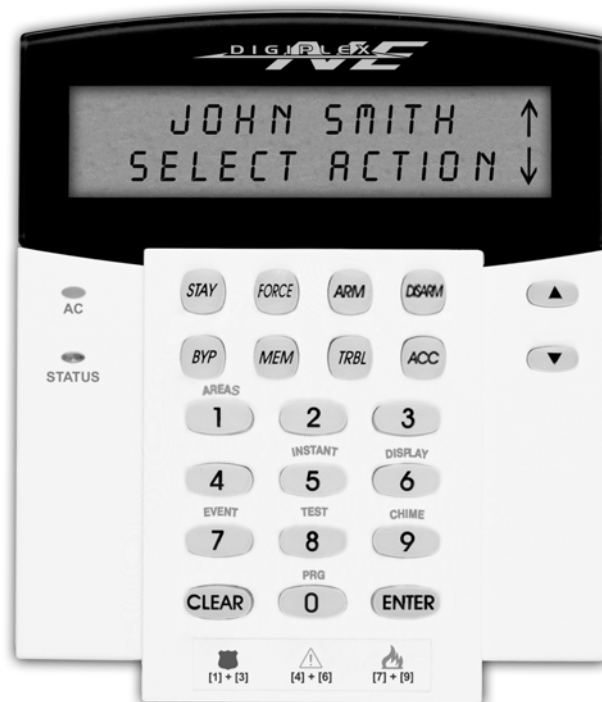 DIGIPLEX
NE
JOHN SMITH ↑
SELECT ACTION ↓
STAY FORCE ARM DISARM
AC
BYP MEM TRBL ACC
STATUS
AREAS
1 2 3
INSTANT DISPLAY
4 5 6
EVENT TEST CHIME
7 8 9
PRG
CLEAR 0 ENTER
[1] + [3] [4] + [6] [7] + [9]